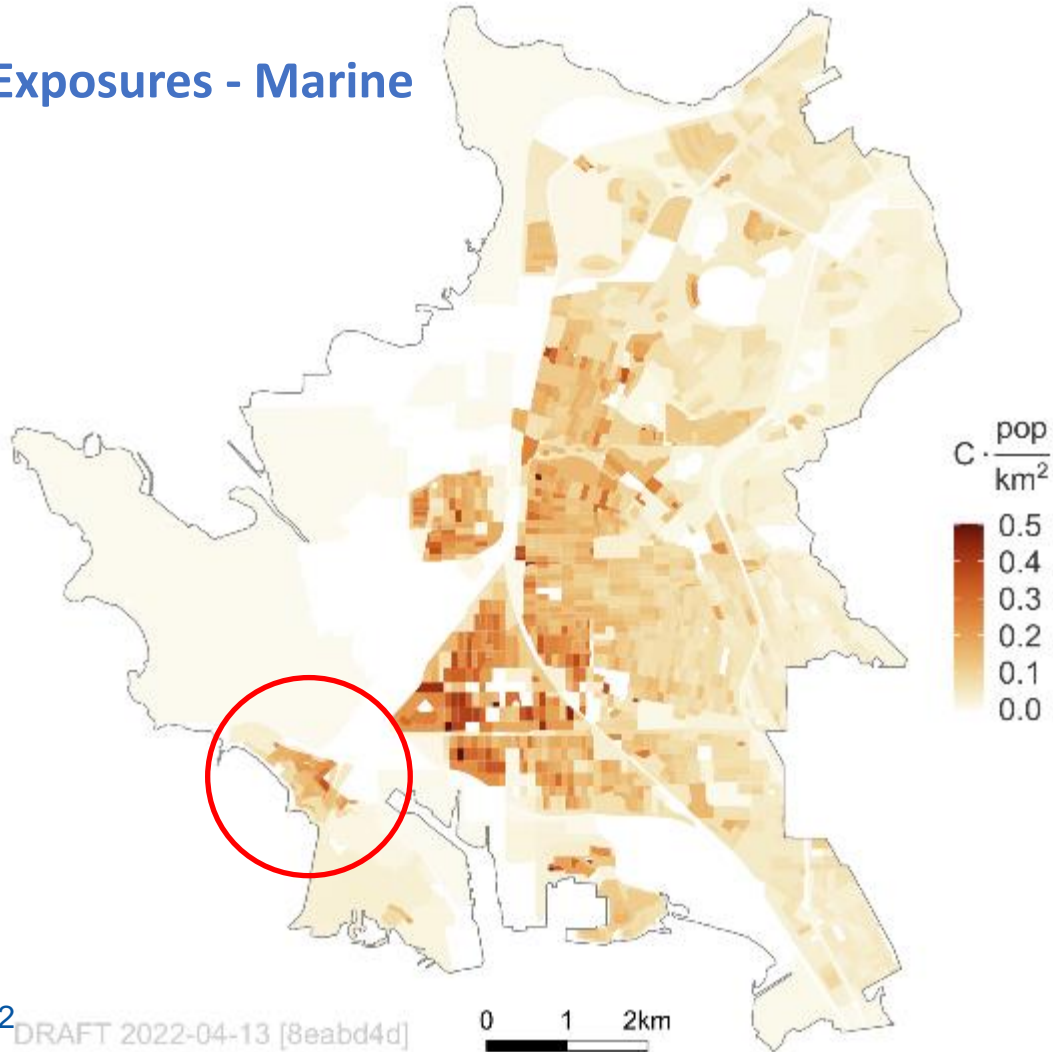 Exposures - Marine
C · pop/km²
0.5
0.4
0.3
0.2
0.1
0.0
2
DRAFT 2022-04-13 [8eabd4d]
0 1 2km